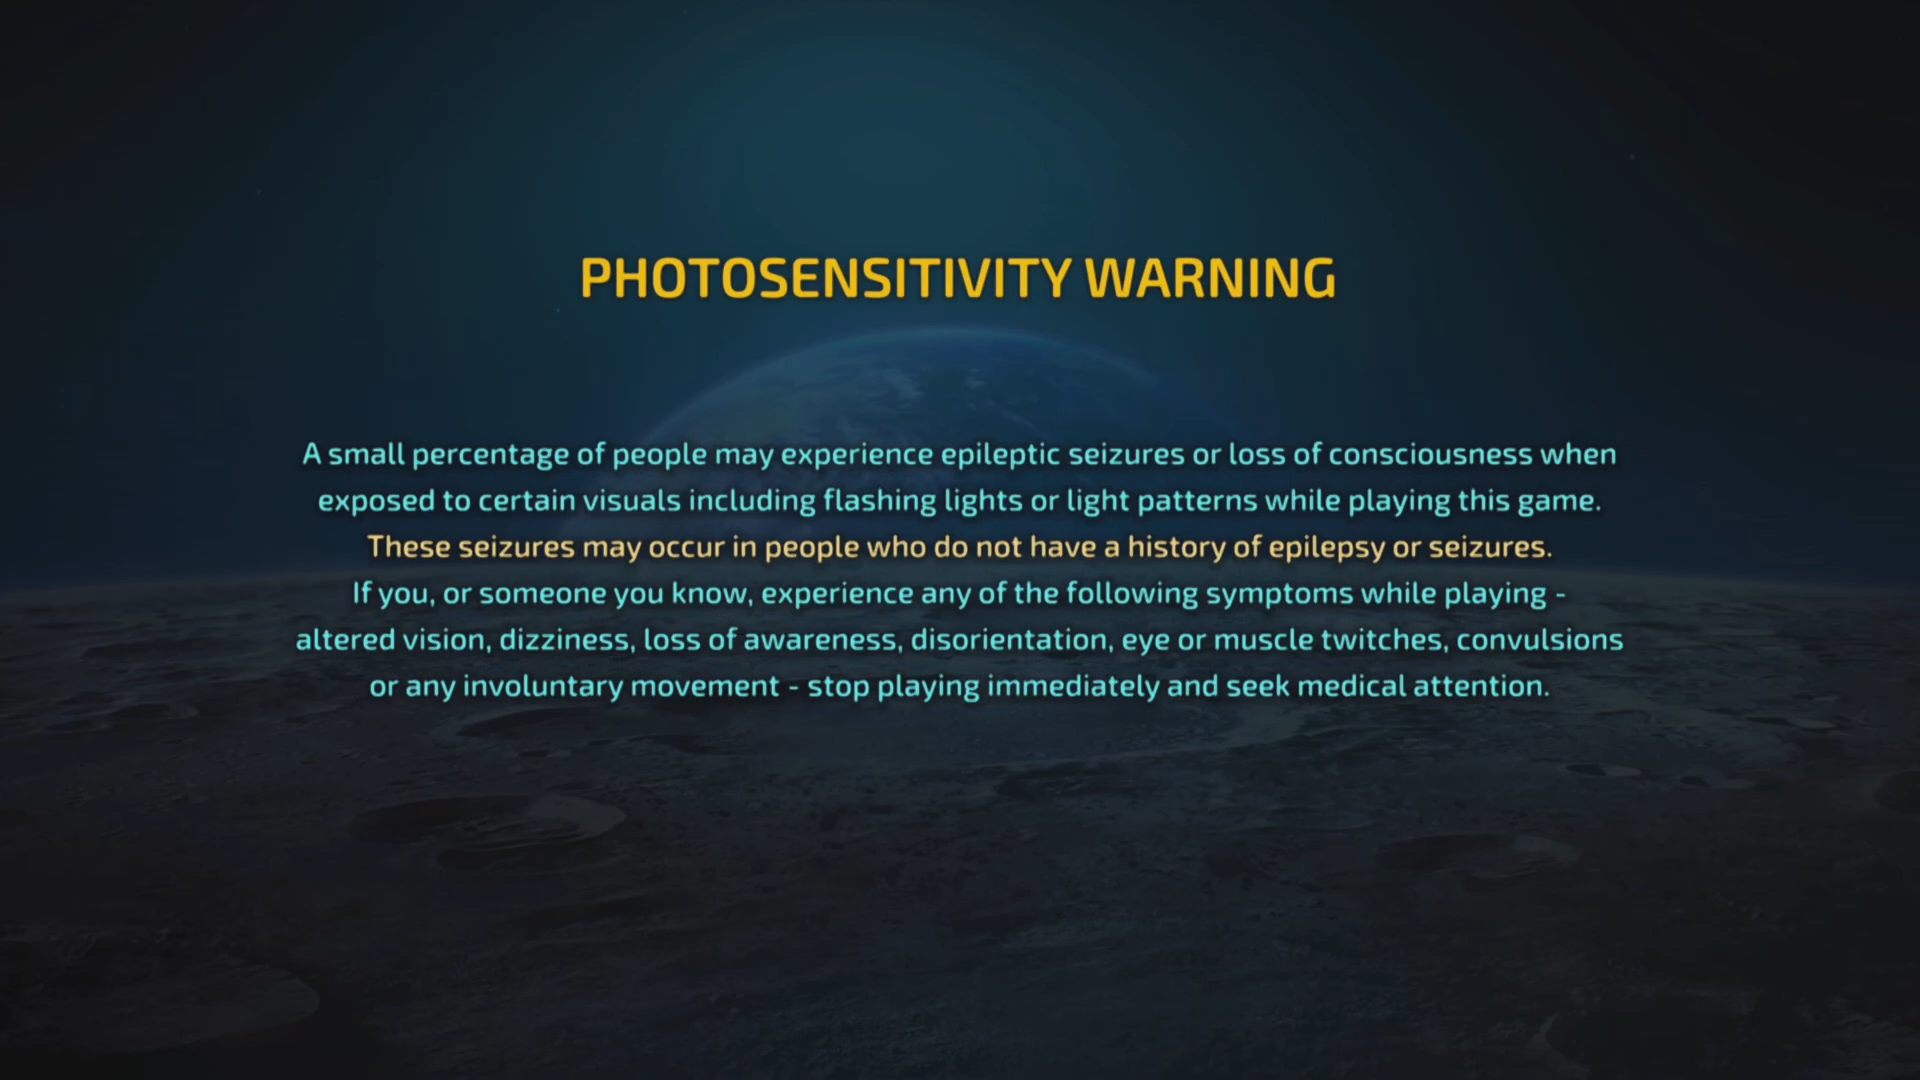 PHOTOSENSITIVITY WARNING
A small percentage of people may experience epileptic seizures or loss of consciousness when
exposed to certain visuals including flashing lights or light patterns while playing this game.
These seizures may occur in people who do not have a history of epilepsy or seizures.
If you, or someone you know, experience any of the following symptoms while playing -
altered vision, dizziness, loss of awareness, disorientation, eye or muscle twitches, convulsions
or any involuntary movement - stop playing immediately and seek medical attention.